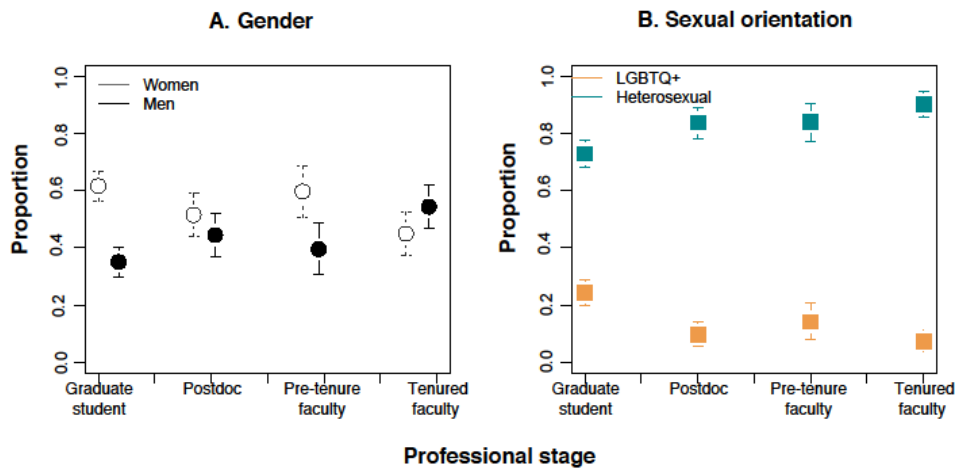 A. Gender
B. Sexual orientation
Proportion
1.0
0.8
0.6
0.4
0.2
0.0
Women
Men
Graduate
student
Postdoc
Pre-tenure
faculty
Tenured
faculty
Proportion
1.0
0.8
0.6
0.4
0.2
0.0
LGBTQ+
Heterosexual
Graduate
student
Postdoc
Pre-tenure
faculty
Tenured
faculty
Professional stage